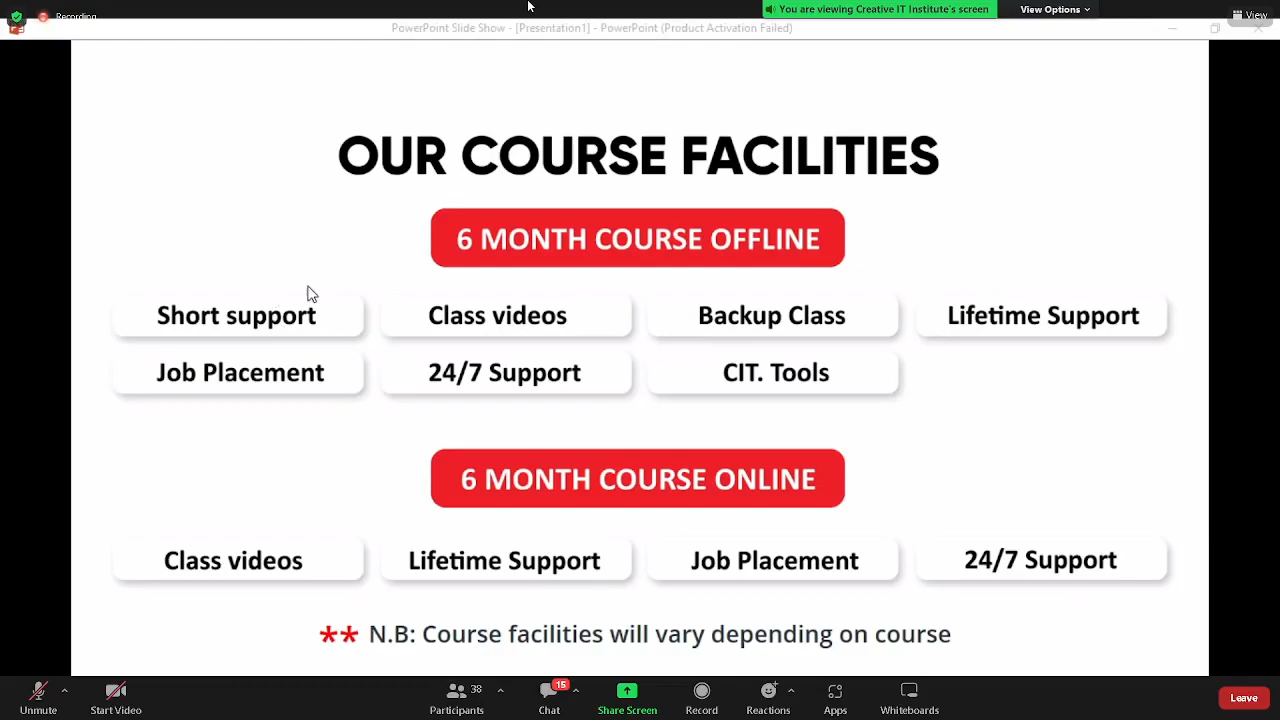 Recording
You are viewing Creative IT Institute's screen
View Options
View
PowerPoint Slide Show - [Presentation1] - PowerPoint (Product Activation Failed)
OUR COURSE FACILITIES
6 MONTH COURSE OFFLINE
Short support Class videos Backup Class Lifetime Support
Job Placement 24/7 Support CIT. Tools
6 MONTH COURSE ONLINE
Class videos Lifetime Support Job Placement 24/7 Support
** N.B: Course facilities will vary depending on course
38 15
Unmute Start Video Participants Chat Share Screen Record Reactions Apps Whiteboards Leave